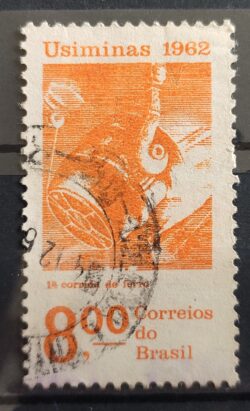 Usiminas 1962
1ª corrida de ferro
8,00 Correios
do
Brasil